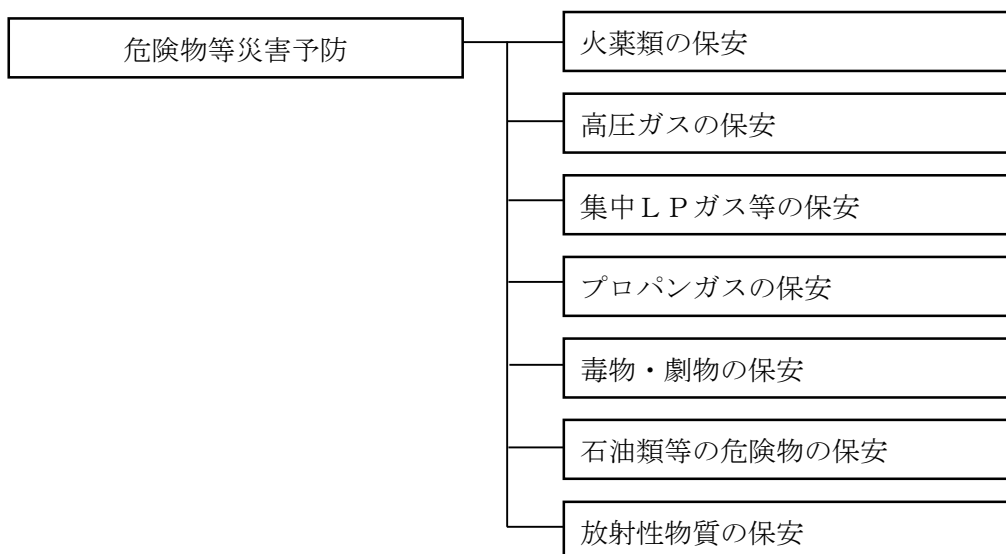 危険物等災害予防
火薬類の保安
高圧ガスの保安
集中ＬＰガス等の保安
プロパンガスの保安
毒物・劇物の保安
石油類等の危険物の保安
放射性物質の保安